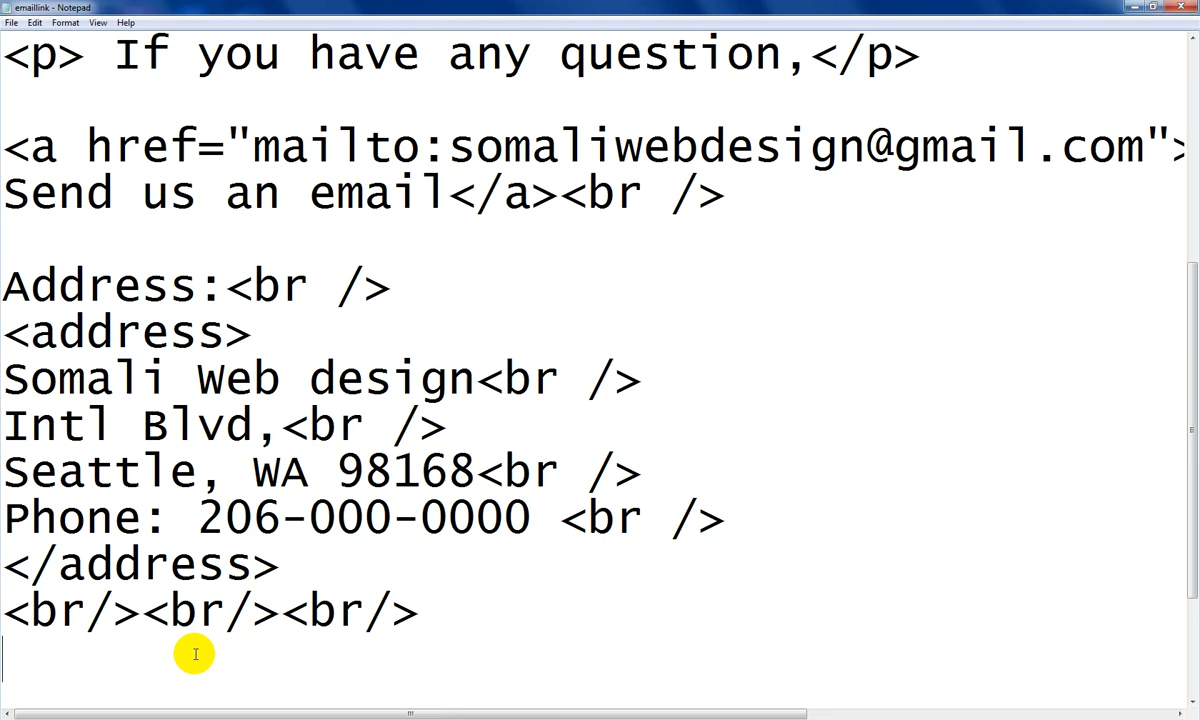 emaillink - Notepad
File Edit Format View Help
<p> If you have any question,</p>
<a href="mailto:somaliwebdesign@gmail.com">
Send us an email</a><br />
Address:<br />
<address>
Somali Web design<br />
Intl Blvd,<br />
Seattle, WA 98168<br />
Phone: 206-000-0000 <br />
</address>
<br/><br/><br/>